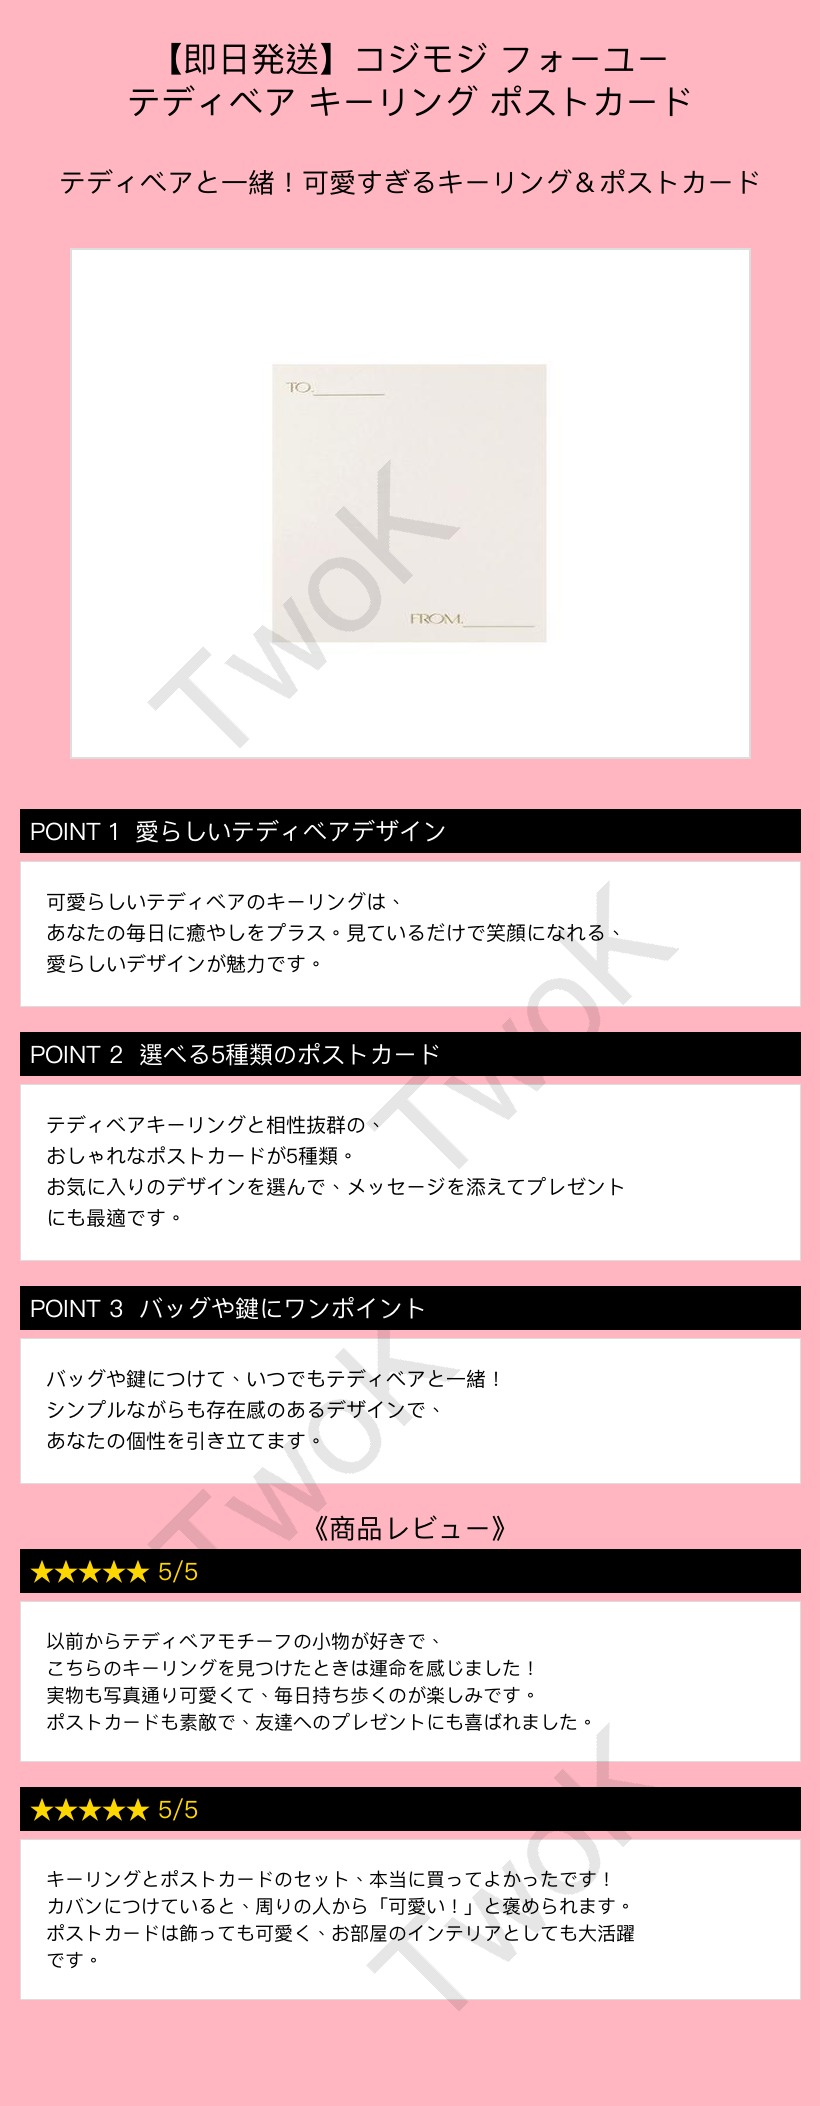 【即日発送】コジモジ フォーユー
テディベア キーリング ポストカード
テディベアと一緒！可愛すぎるキーリング＆ポストカード
TO.
FROM.
TwoK
POINT 1 愛らしいテディベアデザイン
可愛らしいテディベアのキーリングは、
あなたの毎日に癒やしをプラス。見ているだけで笑顔になれる、
愛らしいデザインが魅力です。
TwoK
POINT 2 選べる5種類のポストカード
テディベアキーリングと相性抜群の、
おしゃれなポストカードが5種類。
お気に入りのデザインを選んで、メッセージを添えてプレゼント
にも最適です。
POINT 3 バッグや鍵にワンポイント
バッグや鍵につけて、いつでもテディベアと一緒！
シンプルながらも存在感のあるデザインで、
あなたの個性を引き立てます。
TwoK
《商品レビュー》
★★★★★ 5/5
以前からテディベアモチーフの小物が好きで、
こちらのキーリングを見つけたときは運命を感じました！
実物も写真通り可愛くて、毎日持ち歩くのが楽しみです。
ポストカードも素敵で、友達へのプレゼントにも喜ばれました。
★★★★★ 5/5
キーリングとポストカードのセット、本当に買ってよかったです！
カバンにつけていると、周りの人から「可愛い！」と褒められます。
ポストカードは飾っても可愛く、お部屋のインテリアとしても大活躍
です。
TwoK